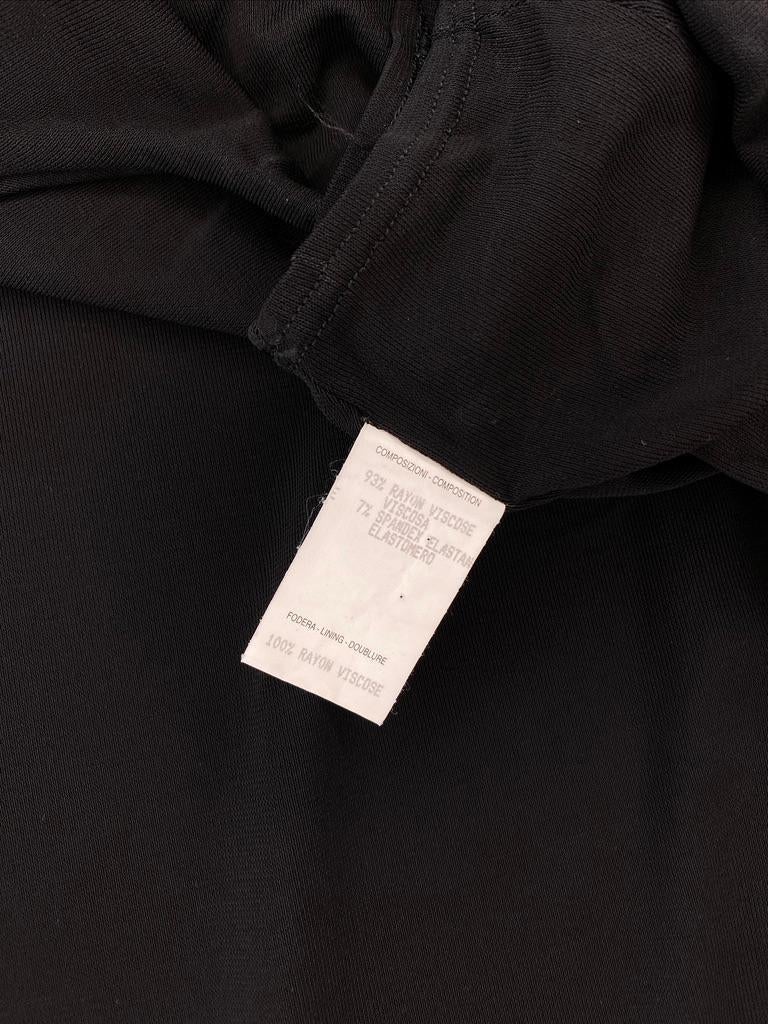 COMPOSIZIONI - COMPOSITION
93% RAYON VISCOSE
VISCOSA
7% SPANDEX ELASTAN
ELASTOMERO
FODERA - LINING - DOUBLURE
100% RAYON VISCOSE